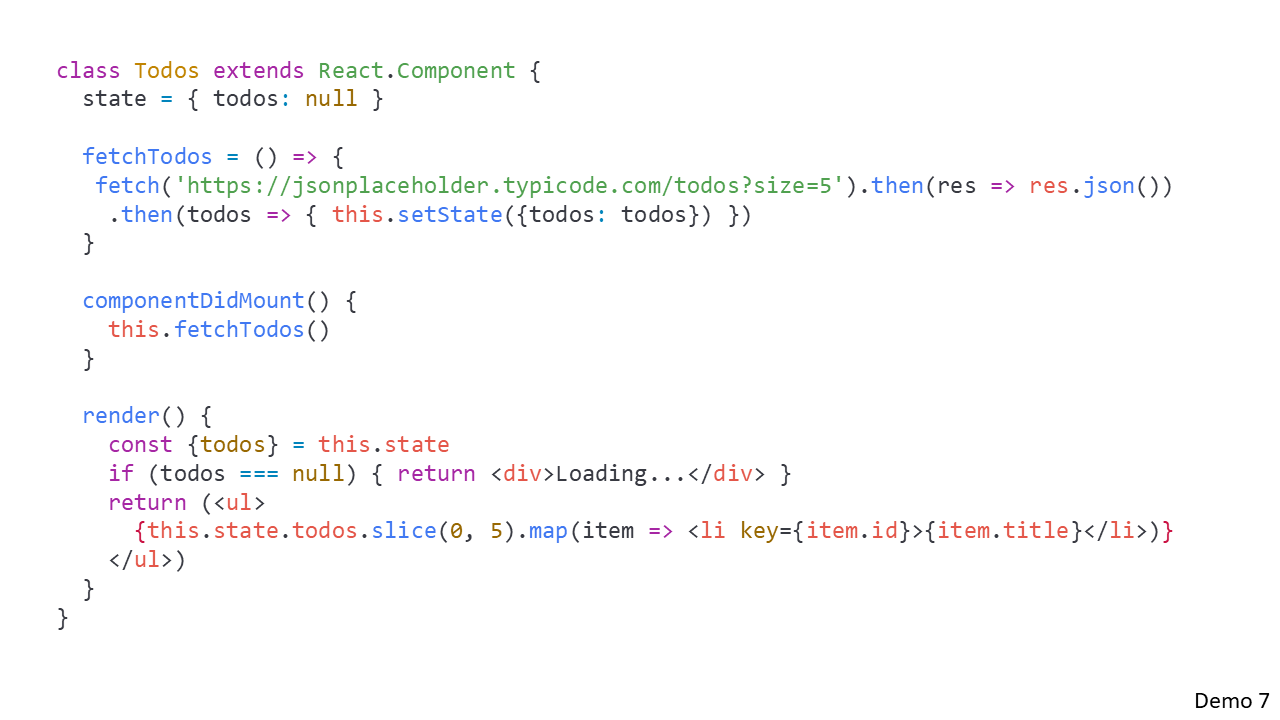 class Todos extends React.Component {
  state = { todos: null }

  fetchTodos = () => {
   fetch('https://jsonplaceholder.typicode.com/todos?size=5').then(res => res.json())
    .then(todos => { this.setState({todos: todos}) })
  }

  componentDidMount() {
    this.fetchTodos()
  }

  render() {
    const {todos} = this.state
    if (todos === null) { return <div>Loading...</div> }
    return (<ul>
      {this.state.todos.slice(0, 5).map(item => <li key={item.id}>{item.title}</li>)}
    </ul>)
  }
}
Demo 7